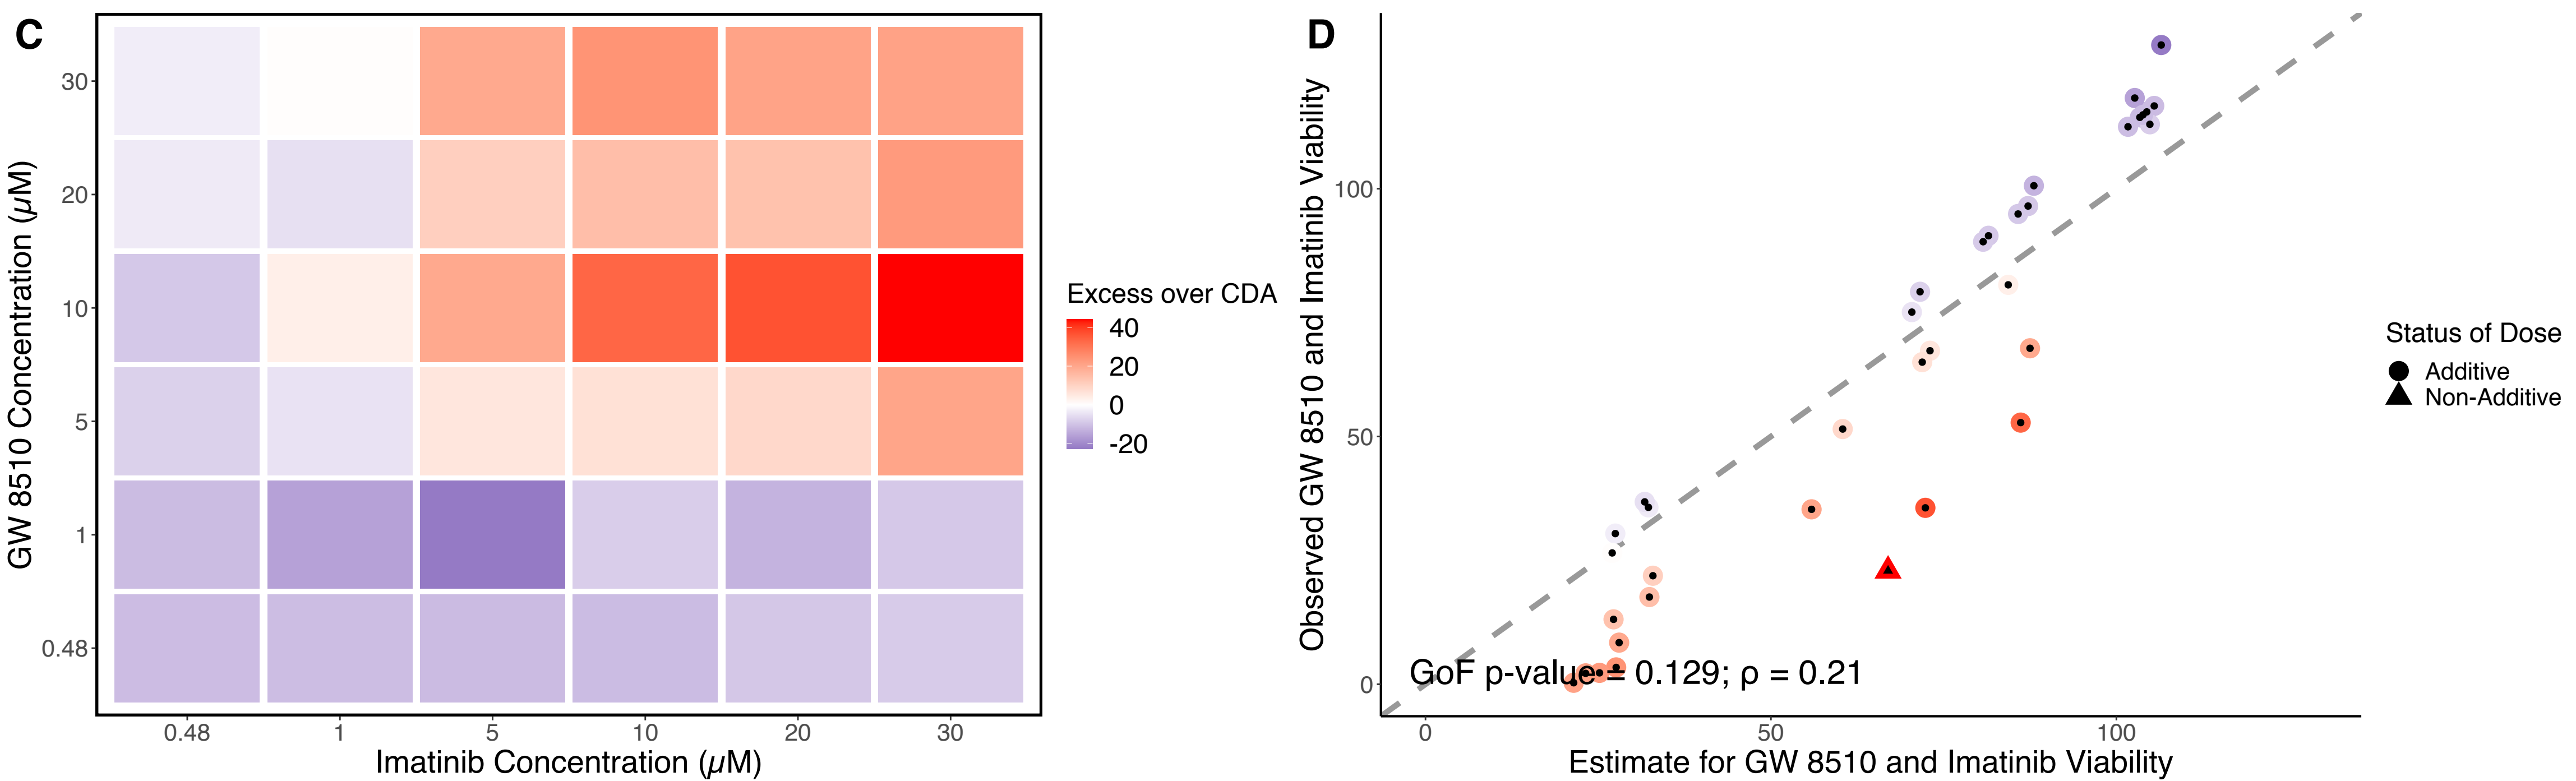 C
GW 8510 Concentration (µM)
30
20
10
5
1
0.48
0.48 1 5 10 20 30
Imatinib Concentration (µM)
Excess over CDA
40
20
0
-20
D
Observed GW 8510 and Imatinib Viability
100
50
0
GoF p-value = 0.129; ρ = 0.21
0 50 100
Estimate for GW 8510 and Imatinib Viability
Status of Dose
Additive
Non-Additive